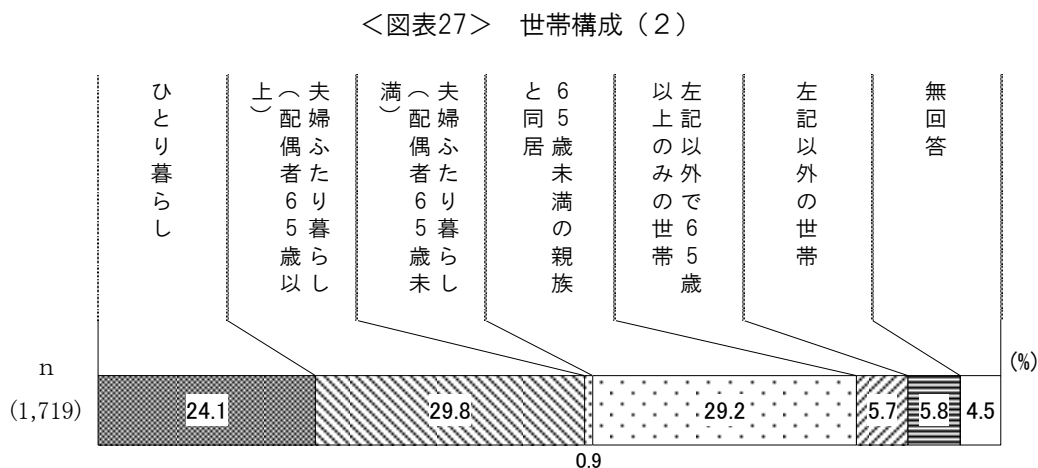 ＜図表27＞　世帯構成（２）
ひとり暮らし
夫婦ふたり暮らし
（配偶者６５歳以
上）
夫婦ふたり暮らし
（配偶者６５歳未
満）
６５歳未満の親族
と同居
左記以外で６５歳
以上のみの世帯
左記以外の世帯
無回答
(%)
n
(1,719)
24.1
29.8
0.9
29.2
5.7
5.8
4.5